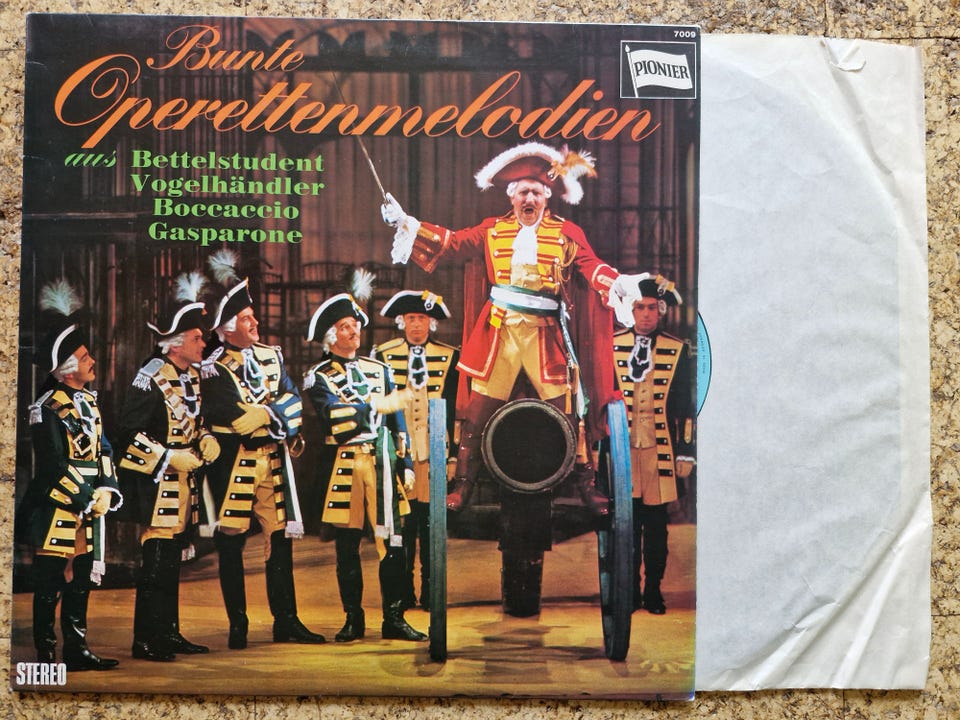 7009
PIONIER
Bunte
Operettenmelodien
aus Bettelstudent
Vogelhändler
Boccaccio
Gasparone
STEREO